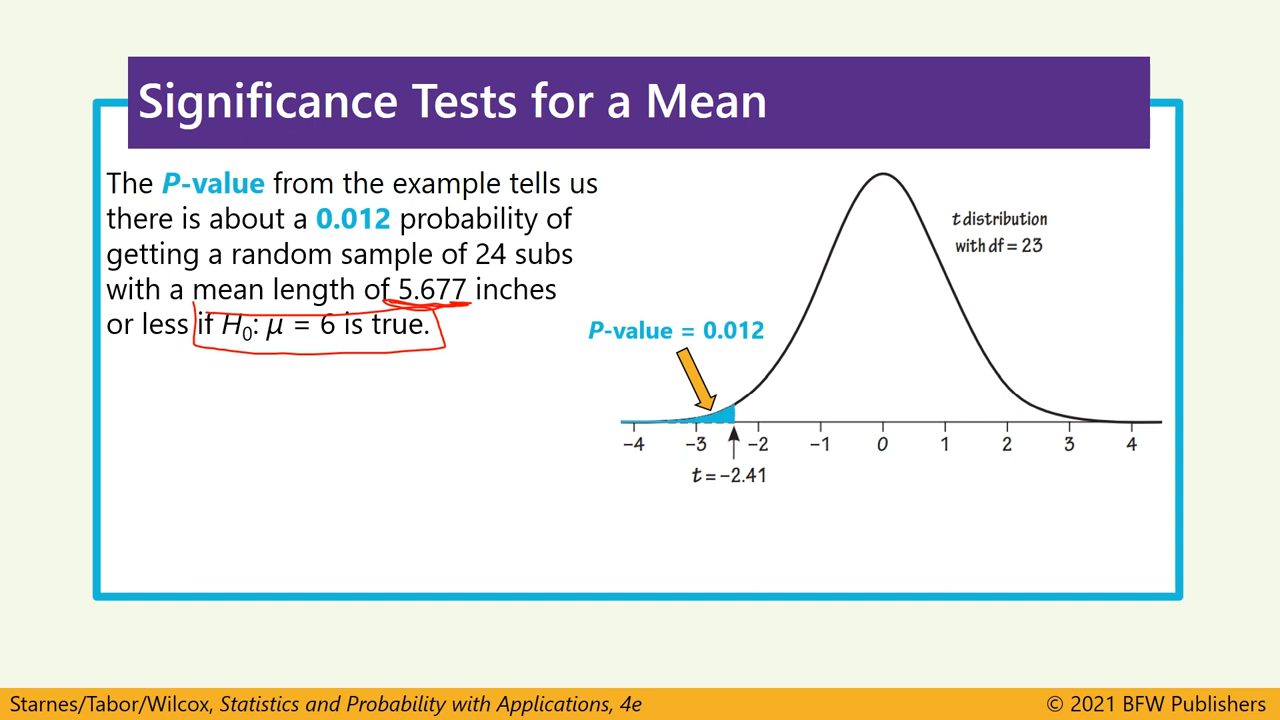 Significance Tests for a Mean
The P-value from the example tells us
there is about a 0.012 probability of
getting a random sample of 24 subs
with a mean length of 5.677 inches
or less if H₀: μ = 6 is true.
t distribution
with df = 23
P-value = 0.012
−4 −3 −2 −1 0 1 2 3 4
t = −2.41
Starnes/Tabor/Wilcox, Statistics and Probability with Applications, 4e
© 2021 BFW Publishers